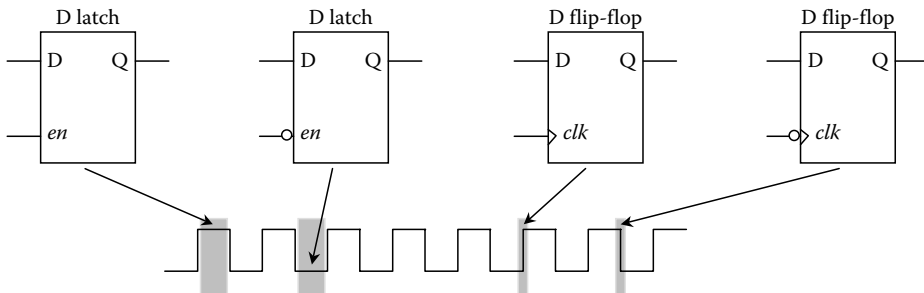 D latch D latch D flip-flop D flip-flop
D Q D Q D Q D Q
en en clk clk